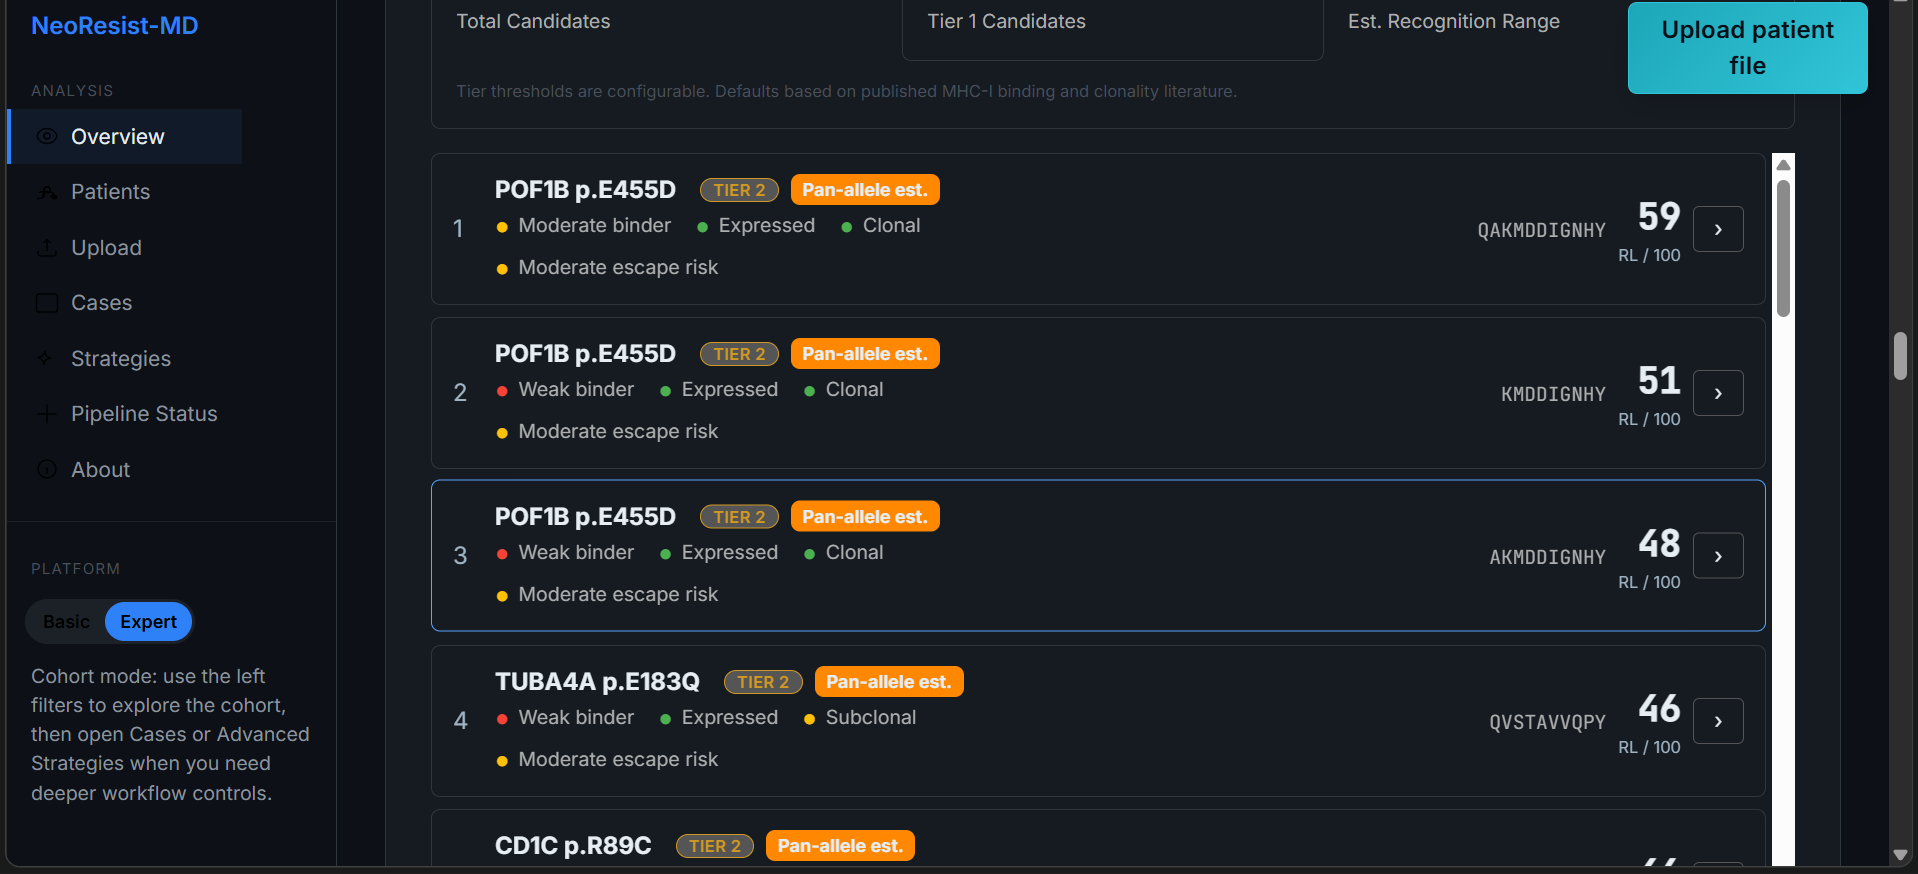 NeoResist-MD
ANALYSIS
Overview
Patients
Upload
Cases
Strategies
Pipeline Status
About
PLATFORM
Basic Expert
Cohort mode: use the left
filters to explore the cohort,
then open Cases or Advanced
Strategies when you need
deeper workflow controls.
Total Candidates
Tier 1 Candidates
Est. Recognition Range
Upload patient
file
Tier thresholds are configurable. Defaults based on published MHC-I binding and clonality literature.
1
POF1B p.E455D TIER 2 Pan-allele est.
Moderate binder Expressed Clonal
Moderate escape risk
QAKMDDIGNHY
59
RL / 100
›
2
POF1B p.E455D TIER 2 Pan-allele est.
Weak binder Expressed Clonal
Moderate escape risk
KMDDIGNHY
51
RL / 100
›
3
POF1B p.E455D TIER 2 Pan-allele est.
Weak binder Expressed Clonal
Moderate escape risk
AKMDDIGNHY
48
RL / 100
›
4
TUBA4A p.E183Q TIER 2 Pan-allele est.
Weak binder Expressed Subclonal
Moderate escape risk
QVSTAVVQPY
46
RL / 100
›
CD1C p.R89C TIER 2 Pan-allele est.